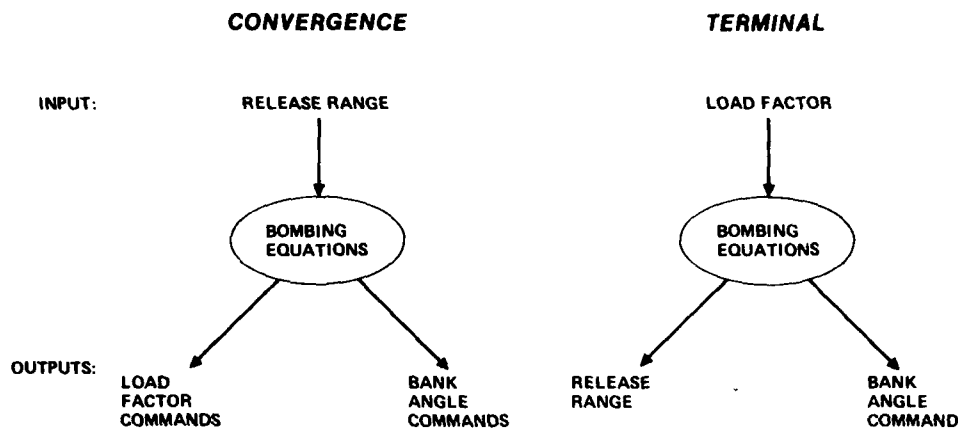 CONVERGENCE
TERMINAL
INPUT:
RELEASE RANGE
LOAD FACTOR
BOMBING
EQUATIONS
BOMBING
EQUATIONS
OUTPUTS:
LOAD
FACTOR
COMMANDS
BANK
ANGLE
COMMANDS
RELEASE
RANGE
BANK
ANGLE
COMMAND